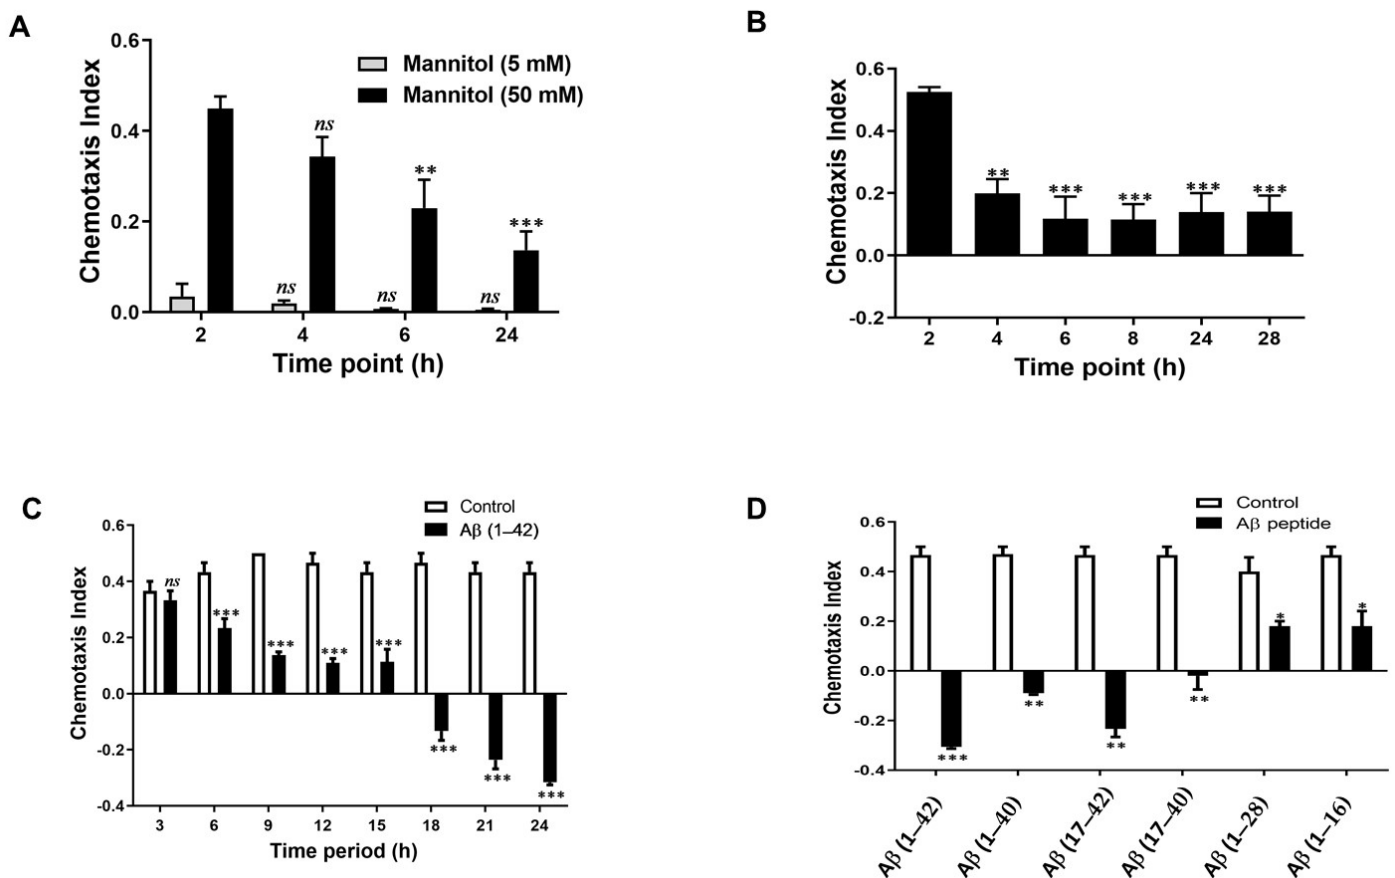 A
0.6
0.4
0.2
0.0
Chemotaxis Index
Mannitol (5 mM)
Mannitol (50 mM)
ns
ns
ns
**
ns
***
2 4 6 24
Time point (h)
B
0.6
0.4
0.2
0.0
-0.2
Chemotaxis Index
** *** *** *** ***
2 4 6 8 24 28
Time point (h)
C
Control
Aβ (1–42)
0.6
0.4
0.2
0.0
-0.2
-0.4
Chemotaxis Index
ns *** *** *** *** *** *** ***
3 6 9 12 15 18 21 24
Time period (h)
D
Control
Aβ peptide
0.6
0.4
0.2
0.0
-0.2
-0.4
Chemotaxis Index
*** ** ** ** * *
Aβ (1–42)
Aβ (1–40)
Aβ (17–42)
Aβ (17–40)
Aβ (1–28)
Aβ (1–16)